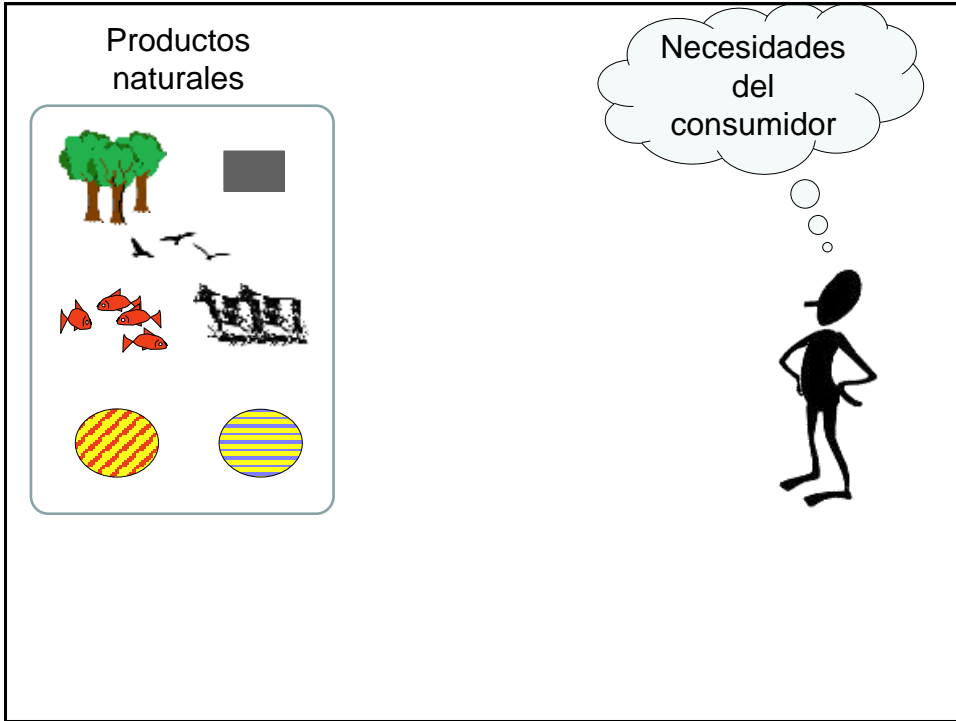 Productos
naturales
Necesidades
del
consumidor